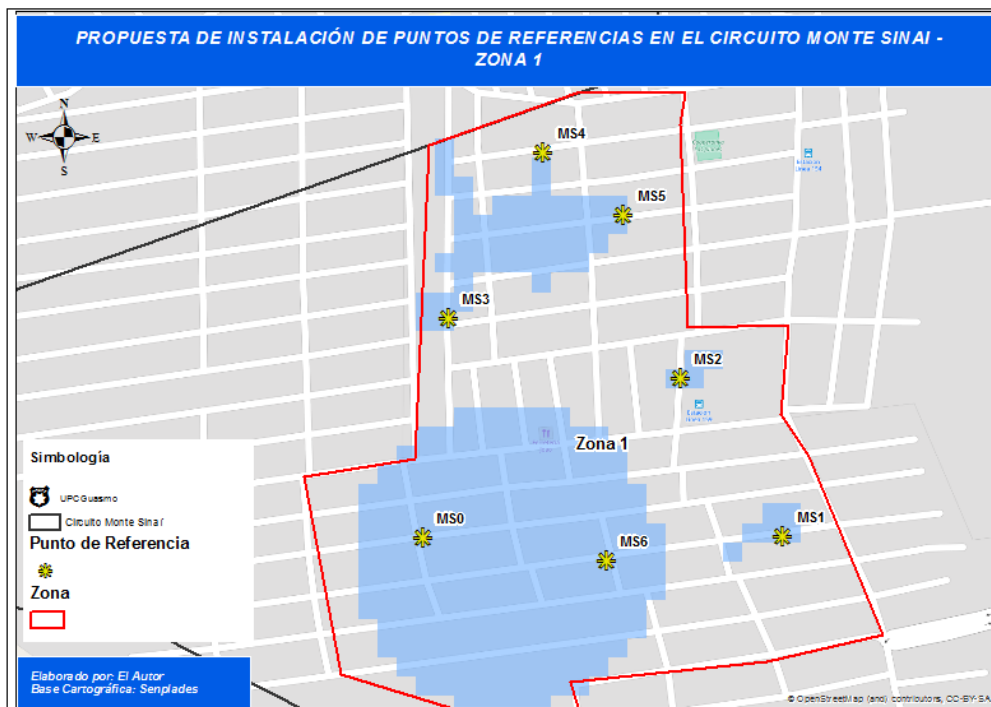 PROPUESTA DE INSTALACIÓN DE PUNTOS DE REFERENCIAS EN EL CIRCUITO MONTE SINAI -
ZONA 1
N
W E
S
MS4
MS5
MS3
MS2
Zona 1
MS0
MS6
MS1
Simbología
UPCGuasmo
Circuito Monte Sinaí
Punto de Referencia
Zona
Elaborado por: El Autor
Base Cartográfica: Senplades
© OpenStreetMap (and) contributors, CC-BY-SA